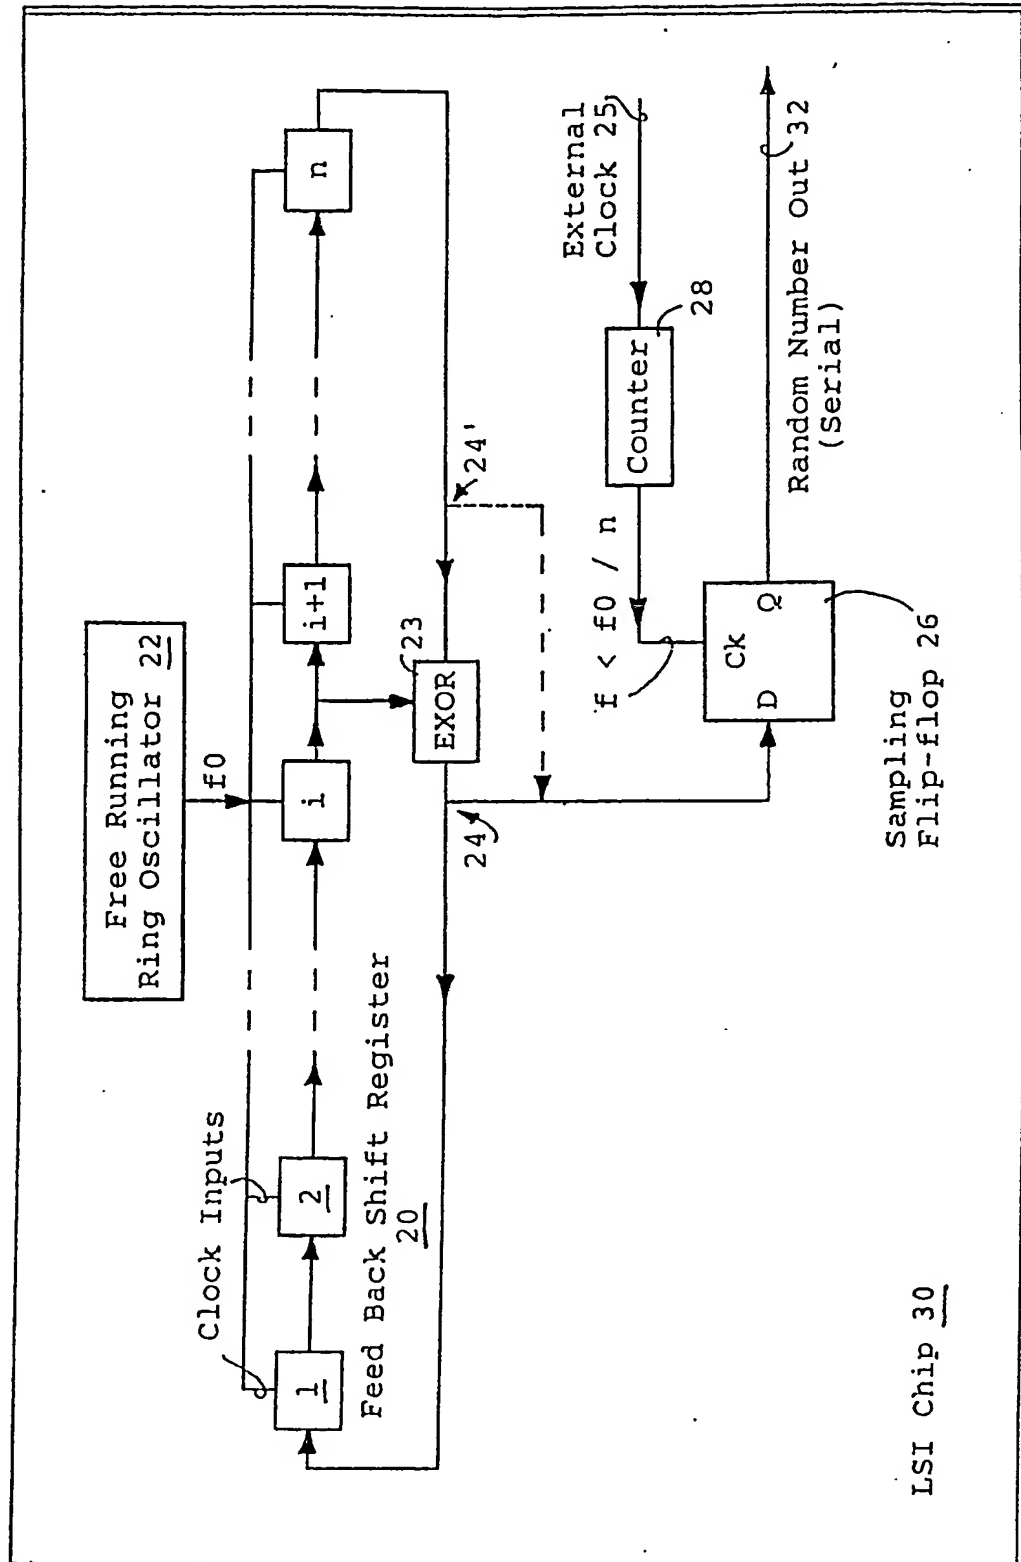 Free Running
Ring Oscillator 22
f0
Clock Inputs
1
2
i
i+1
n
Feed Back Shift Register
20
EXOR
23
24
24'
External
Clock 25
Counter
28
f < f0 / n
Ck
D
Q
Sampling
Flip-flop 26
Random Number Out 32
(Serial)
LSI Chip 30